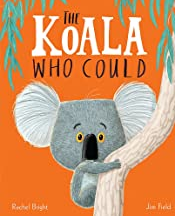 THE
KOALA
WHO COULD
Rachel Bright Jim Field